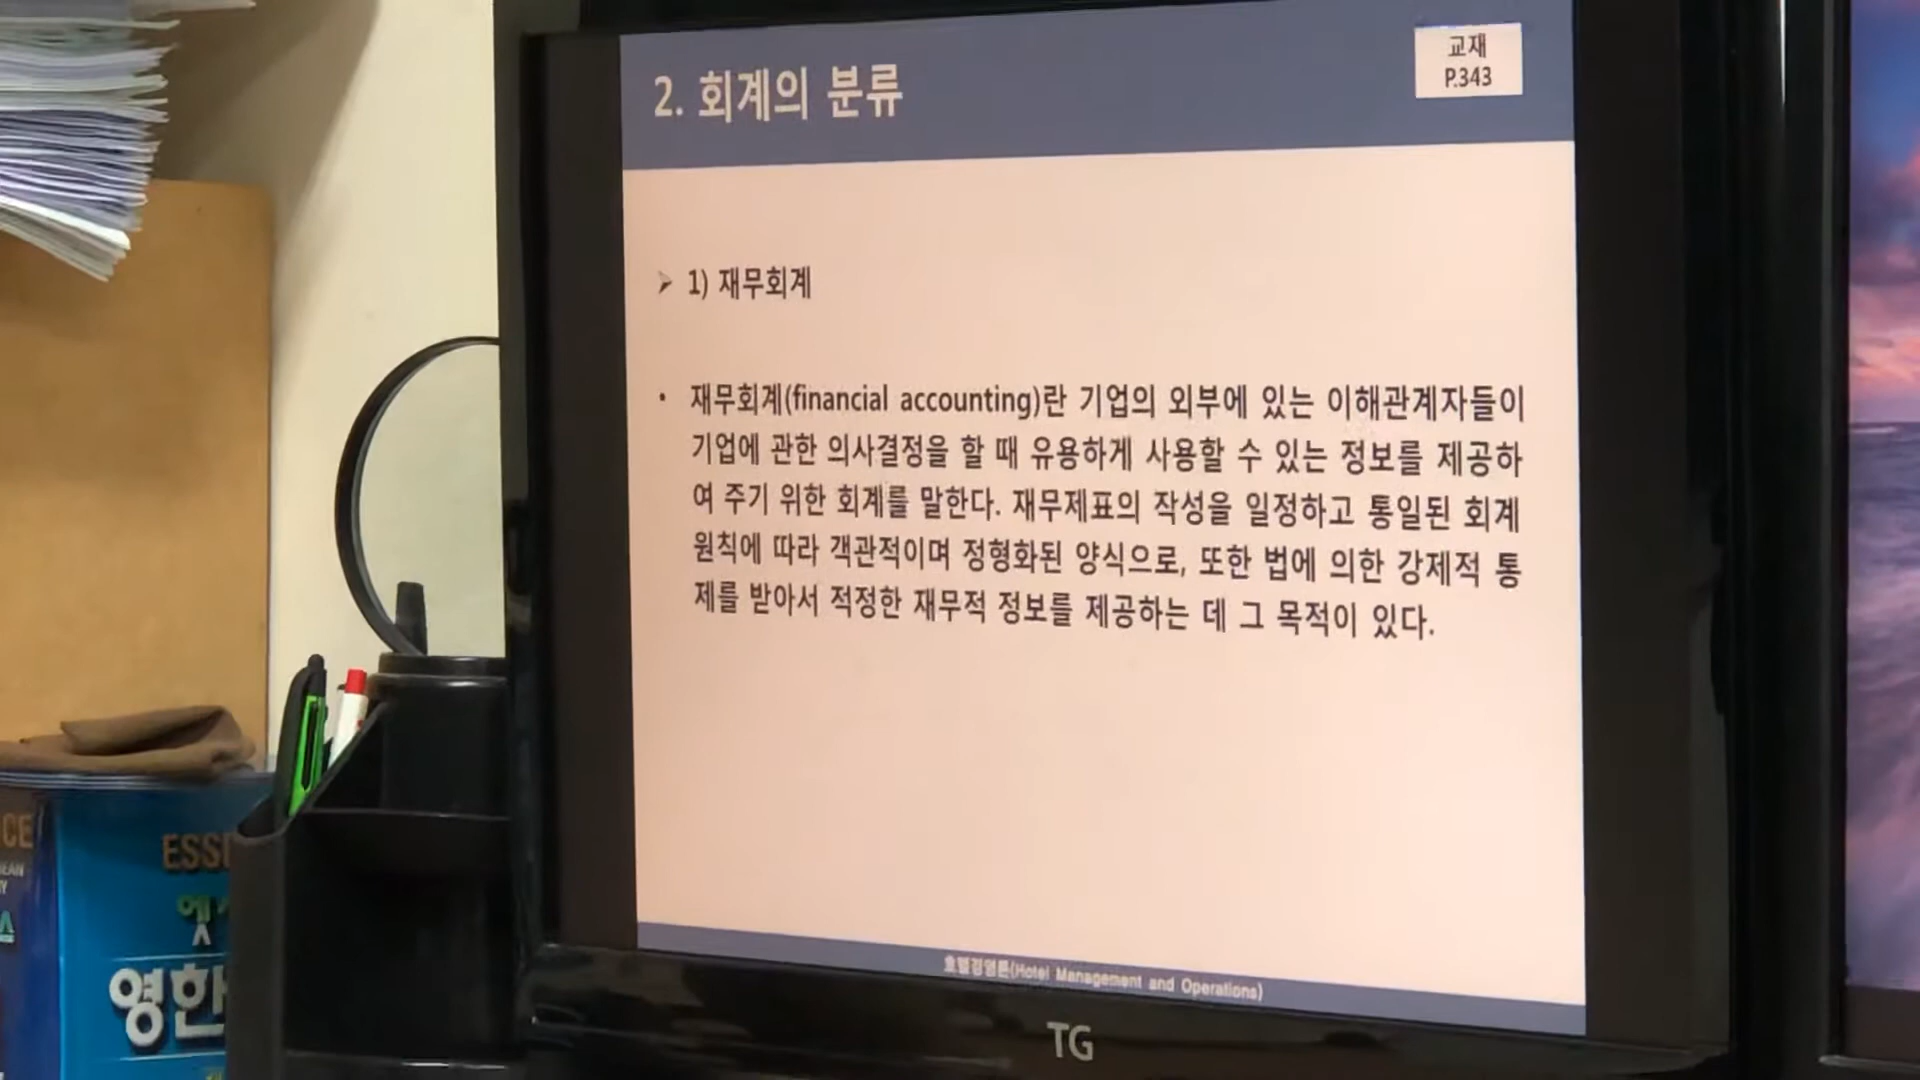 2. 회계의 분류
교재
P.343
1) 재무회계
• 재무회계(financial accounting)란 기업의 외부에 있는 이해관계자들이
기업에 관한 의사결정을 할 때 유용하게 사용할 수 있는 정보를 제공하
여 주기 위한 회계를 말한다. 재무제표의 작성을 일정하고 통일된 회계
원칙에 따라 객관적이며 정형화된 양식으로, 또한 법에 의한 강제적 통
제를 받아서 적정한 재무적 정보를 제공하는 데 그 목적이 있다.
호텔경영론(Hotel Management and Operations)
TG
CE
ESSE
엣
영한